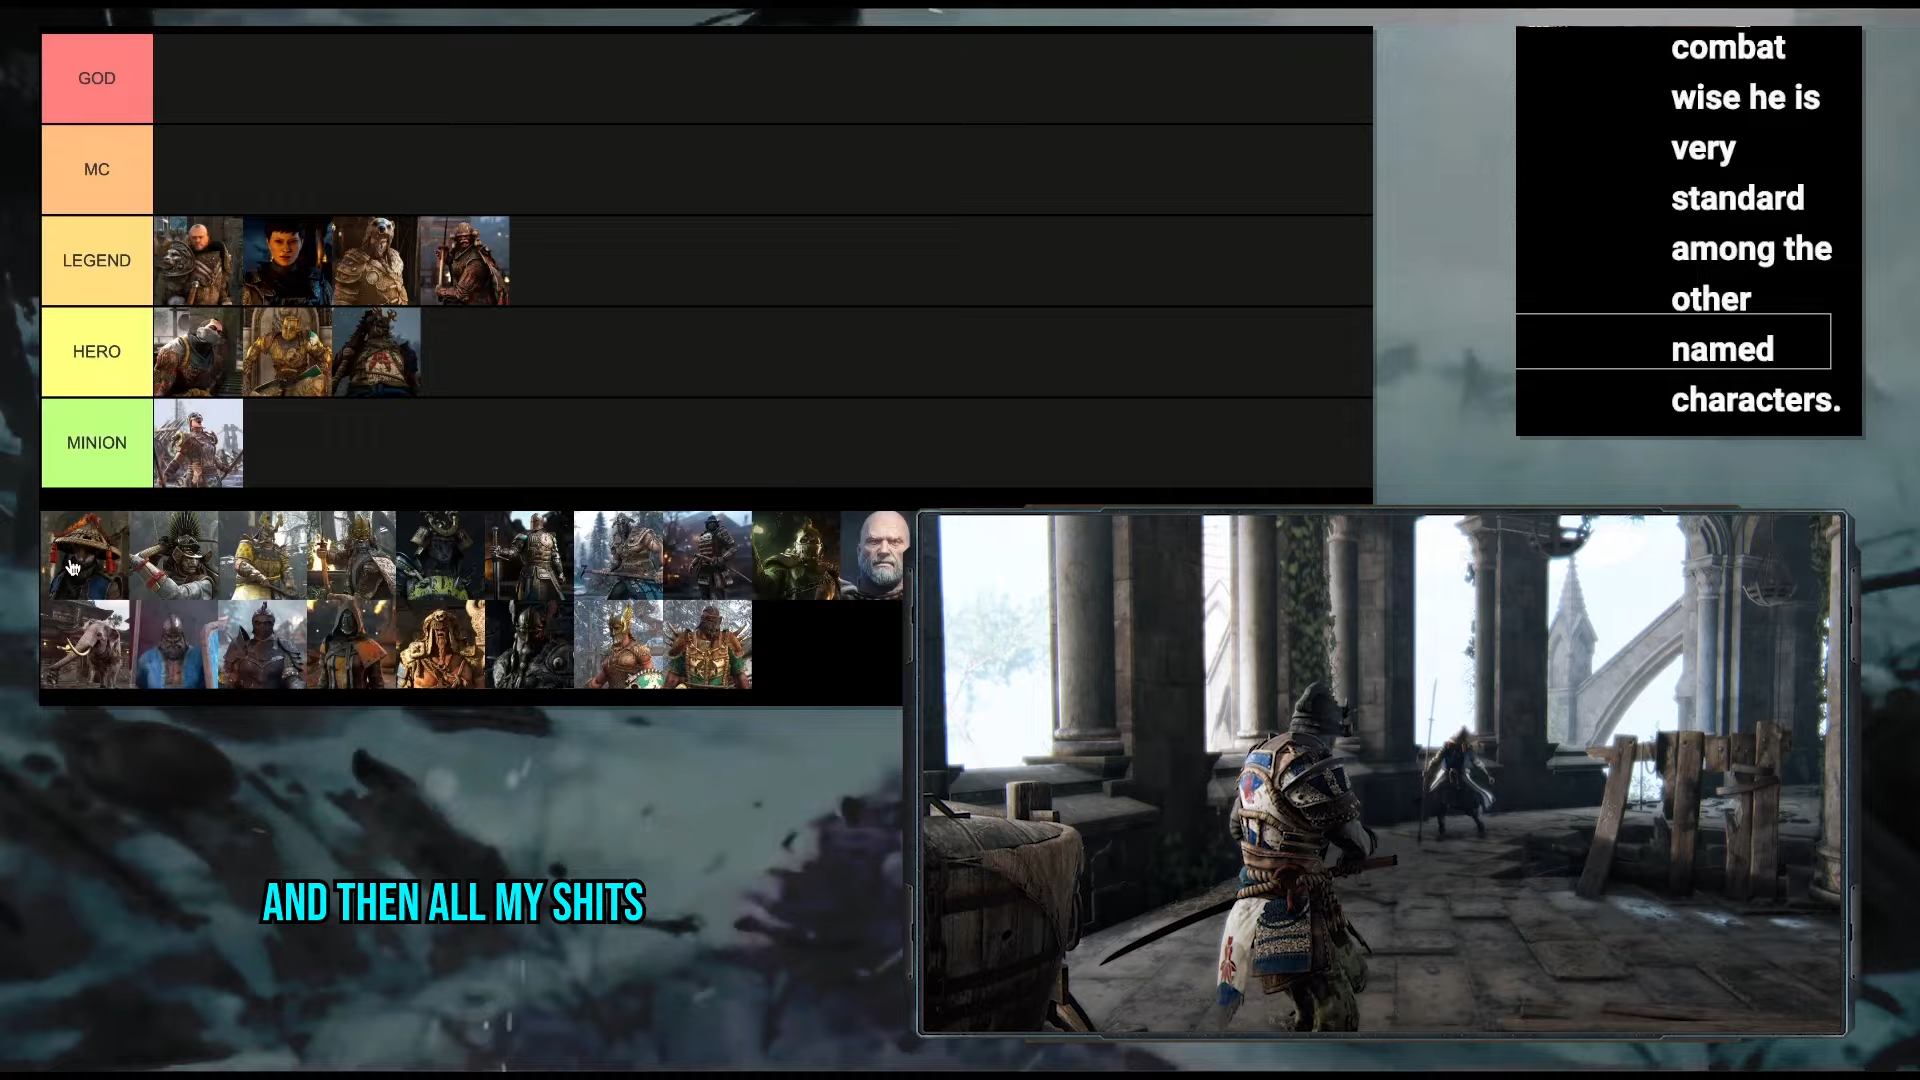 GOD
MC
LEGEND
HERO
MINION
combat
wise he is
very
standard
among the
other
named
characters.
AND THEN ALL MY SHITS